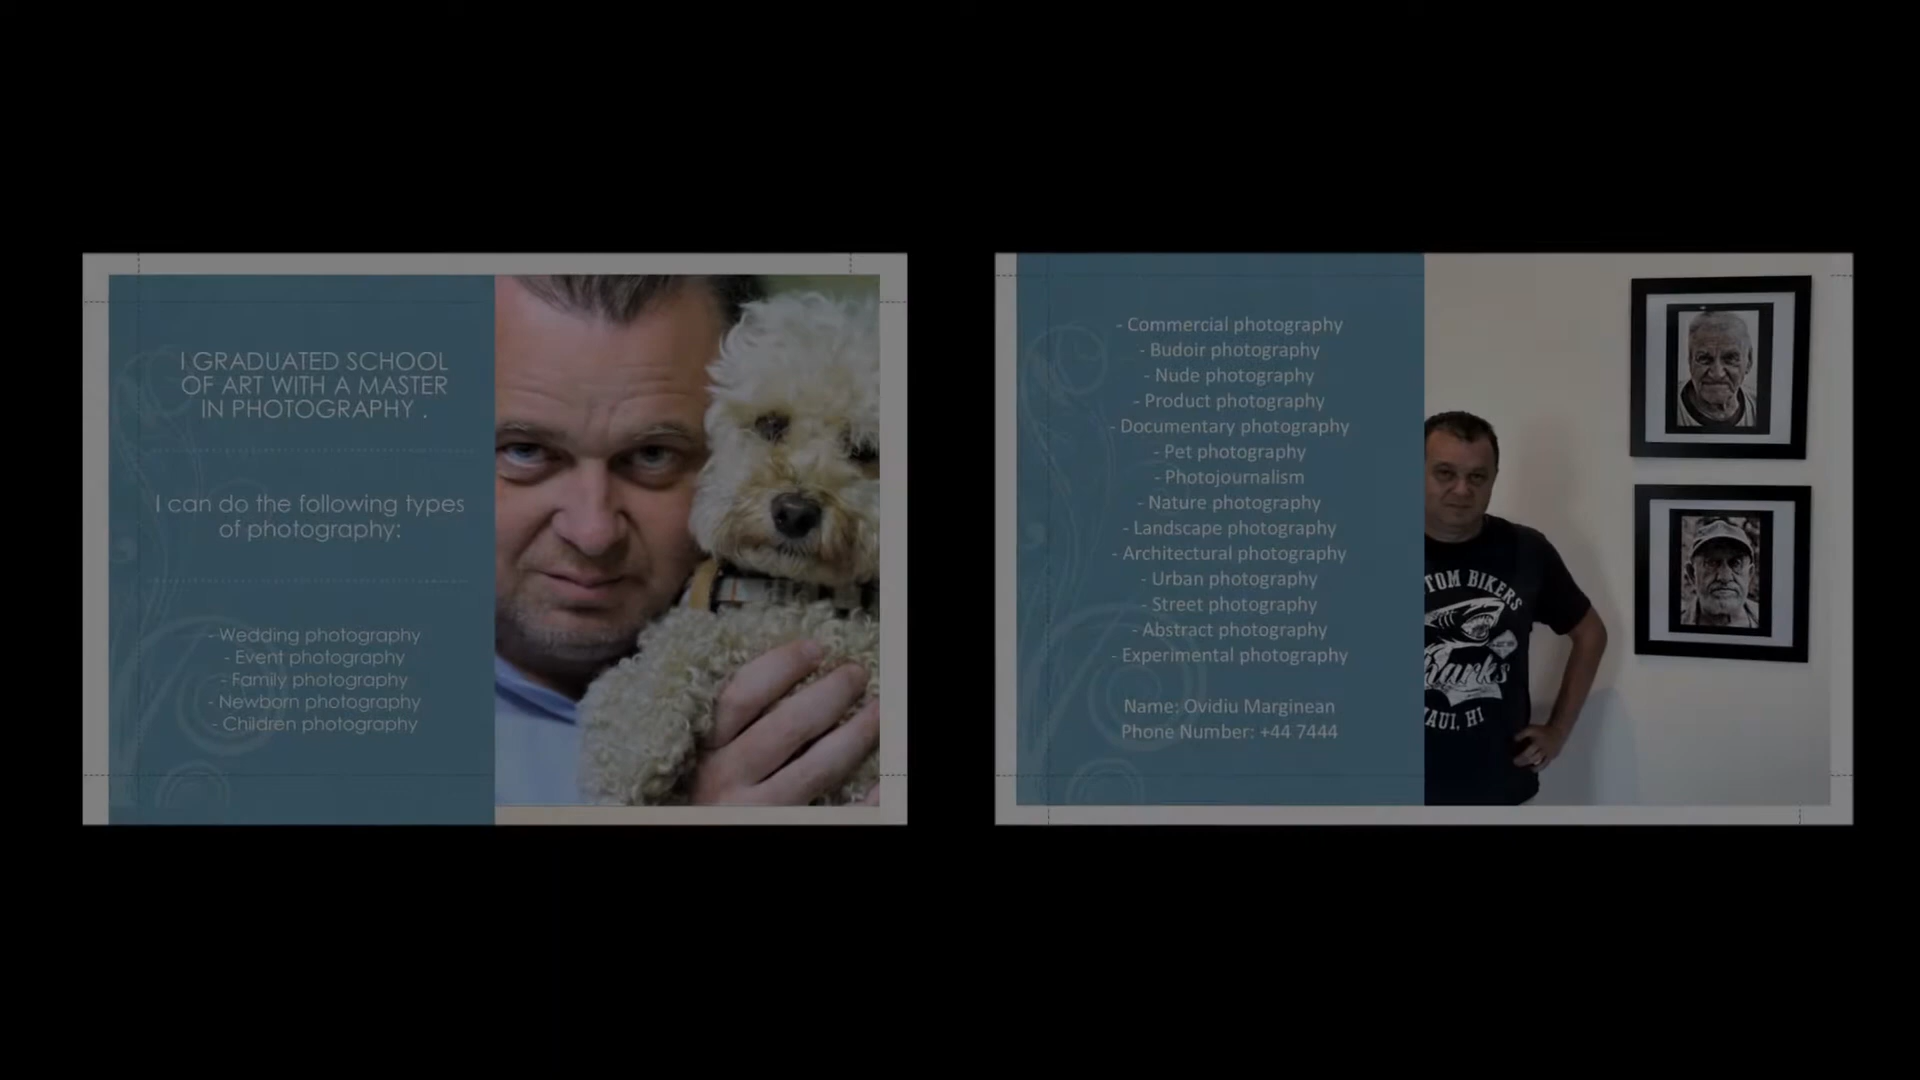 I GRADUATED SCHOOL
OF ART WITH A MASTER
IN PHOTOGRAPHY .
I can do the following types
of photography:
- Wedding photography
- Event photography
- Family photography
- Newborn photography
- Children photography
- Commercial photography
- Budoir photography
- Nude photography
- Product photography
- Documentary photography
- Pet photography
- Photojournalism
- Nature photography
- Landscape photography
- Architectural photography
- Urban photography
- Street photography
- Abstract photography
- Experimental photography
Name: Ovidiu Marginean
Phone Number: +44 7444
TOM BIKERS
harks
AUI, HI